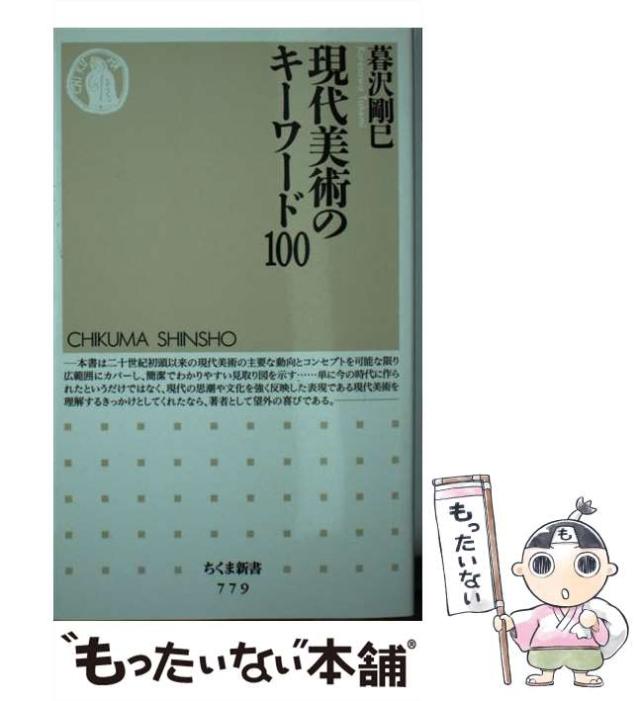 暮沢剛巳
Kuresawa Takemi
現代美術の
キーワード100
CHIKUMA SHINSHO
―本書は二十世紀初頭以来の現代美術の主要な動向とコンセプトを可能な限り
広範囲にカバーし、簡潔でわかりやすい見取り図を示す……単に今の時代に作ら
れたというだけではなく、現代の思潮や文化を強く反映した表現である現代美術を
理解するきっかけとしてくれたなら、著者として望外の喜びである。―
ちくま新書
779
もったいない
も
“もったいない”本舗®